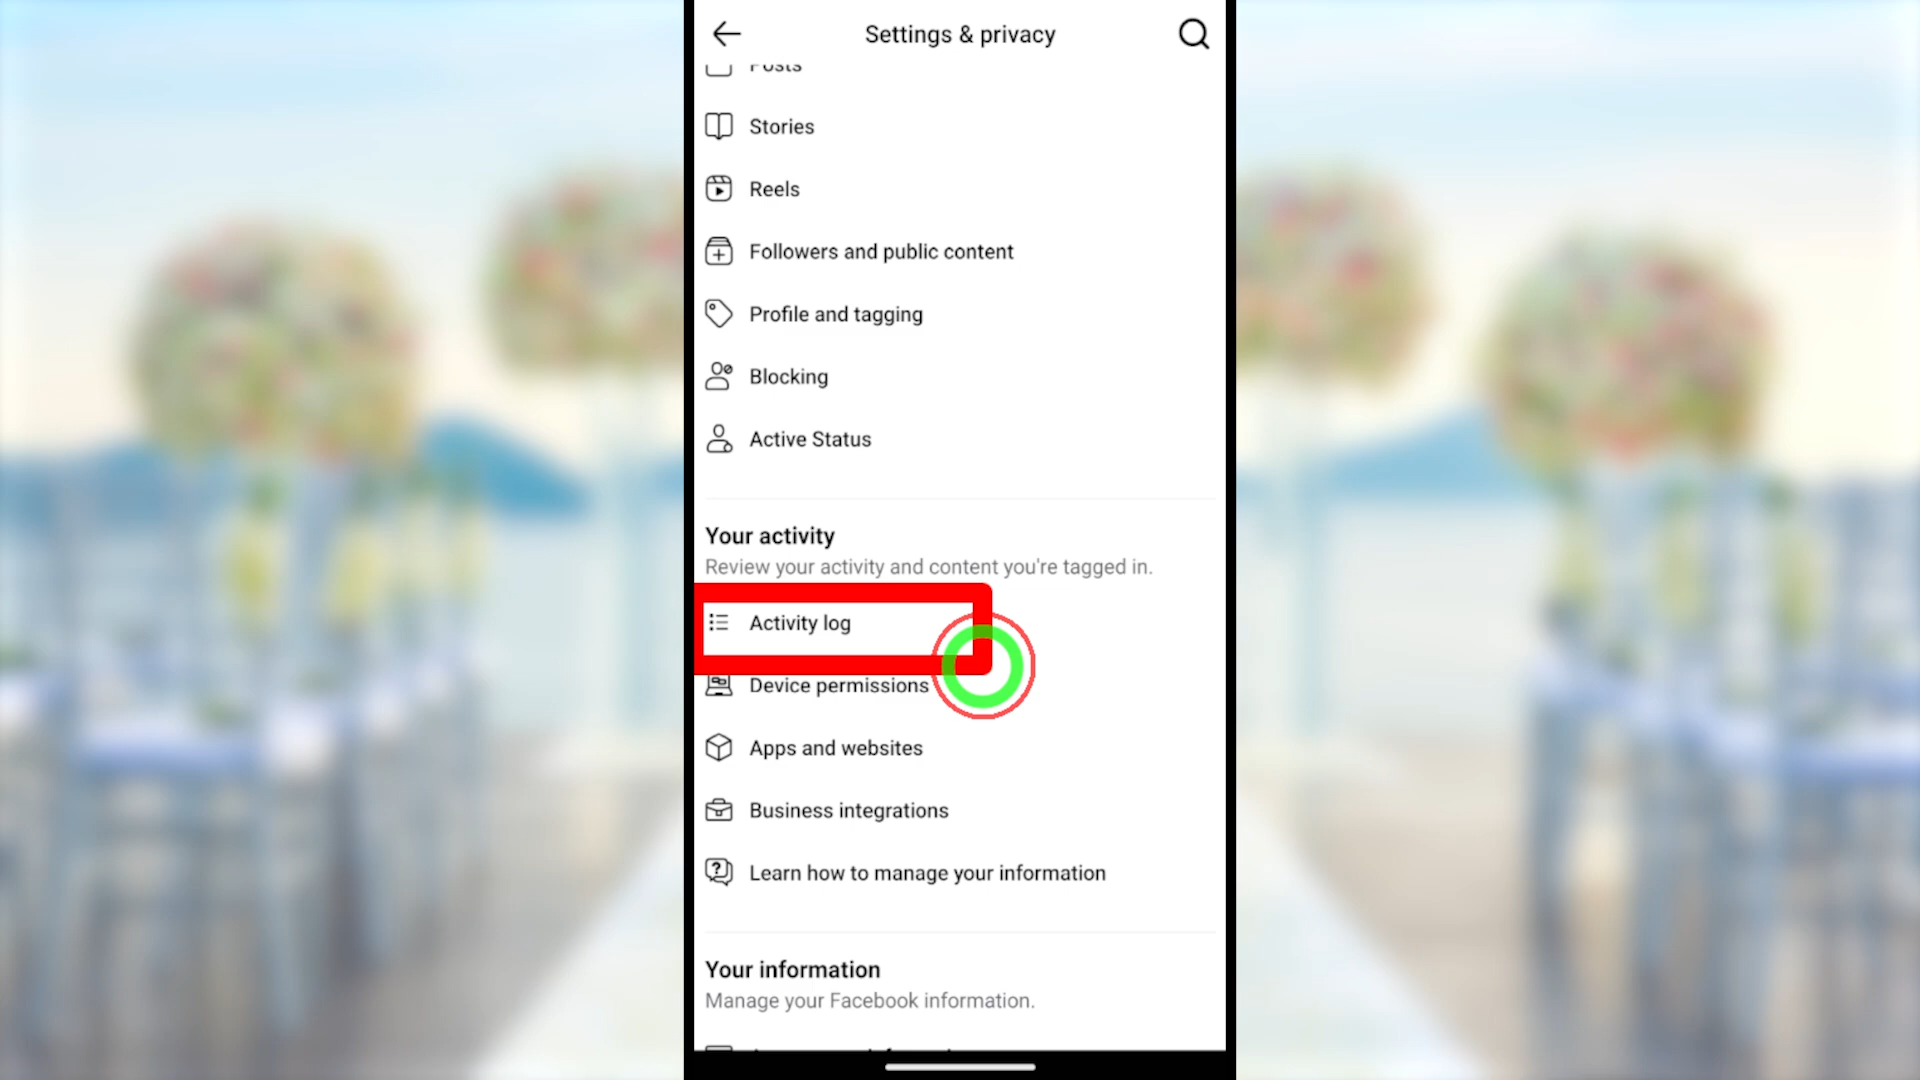 Settings & privacy
Posts
Stories
Reels
Followers and public content
Profile and tagging
Blocking
Active Status
Your activity
Review your activity and content you're tagged in.
Activity log
Device permissions
Apps and websites
Business integrations
Learn how to manage your information
Your information
Manage your Facebook information.